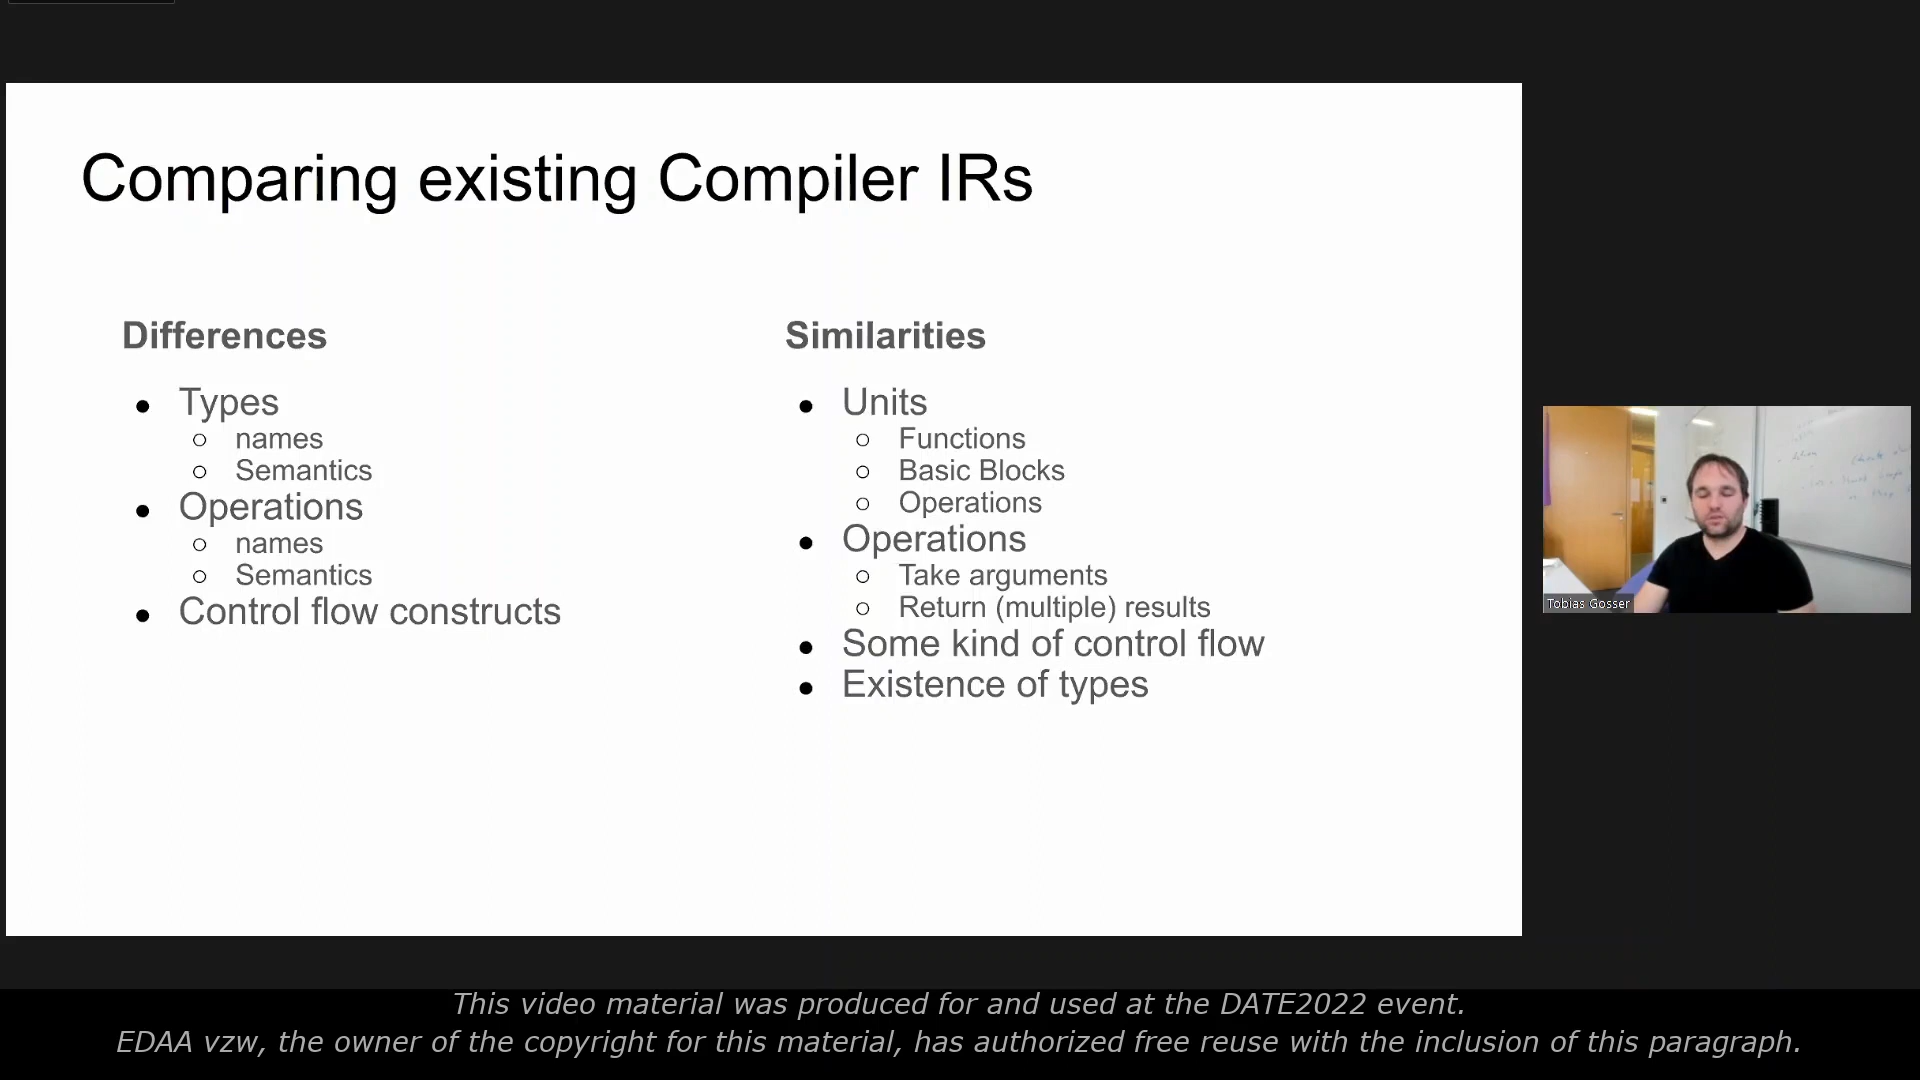 Comparing existing Compiler IRs
Differences
● Types
○ names
○ Semantics
● Operations
○ names
○ Semantics
● Control flow constructs
Similarities
● Units
○ Functions
○ Basic Blocks
○ Operations
● Operations
○ Take arguments
○ Return (multiple) results
● Some kind of control flow
● Existence of types
Tobias Gosser
This video material was produced for and used at the DATE2022 event.
EDAA vzw, the owner of the copyright for this material, has authorized free reuse with the inclusion of this paragraph.